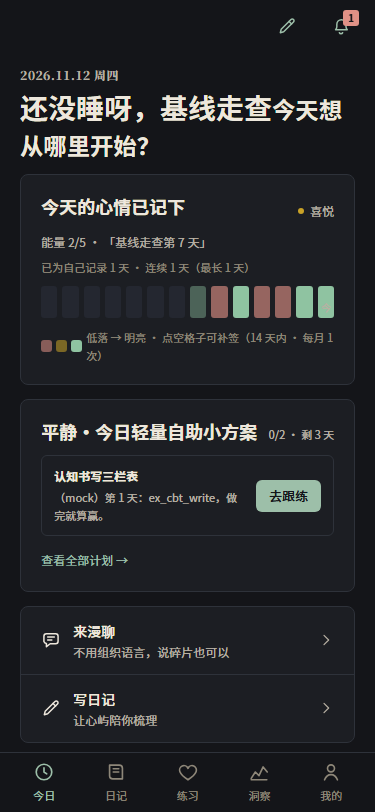 1
2026.11.12 周四
还没睡呀，基线走查今天想
从哪里开始？
今天的心情已记下
喜悦
能量 2/5 · 「基线走查第 7 天」
已为自己记录 1 天 · 连续 1 天（最长 1 天）
低落 → 明亮 · 点空格子可补签（14 天内 · 每月 1
次）
平静·今日轻量自助小方案
0/2 · 剩 3 天
认知书写三栏表
（mock）第 1 天：ex_cbt_write，做
完就算赢。
去跟练
查看全部计划 →
来漫聊
不用组织语言，说碎片也可以
写日记
让心屿陪你梳理
今日
日记
练习
洞察
我的